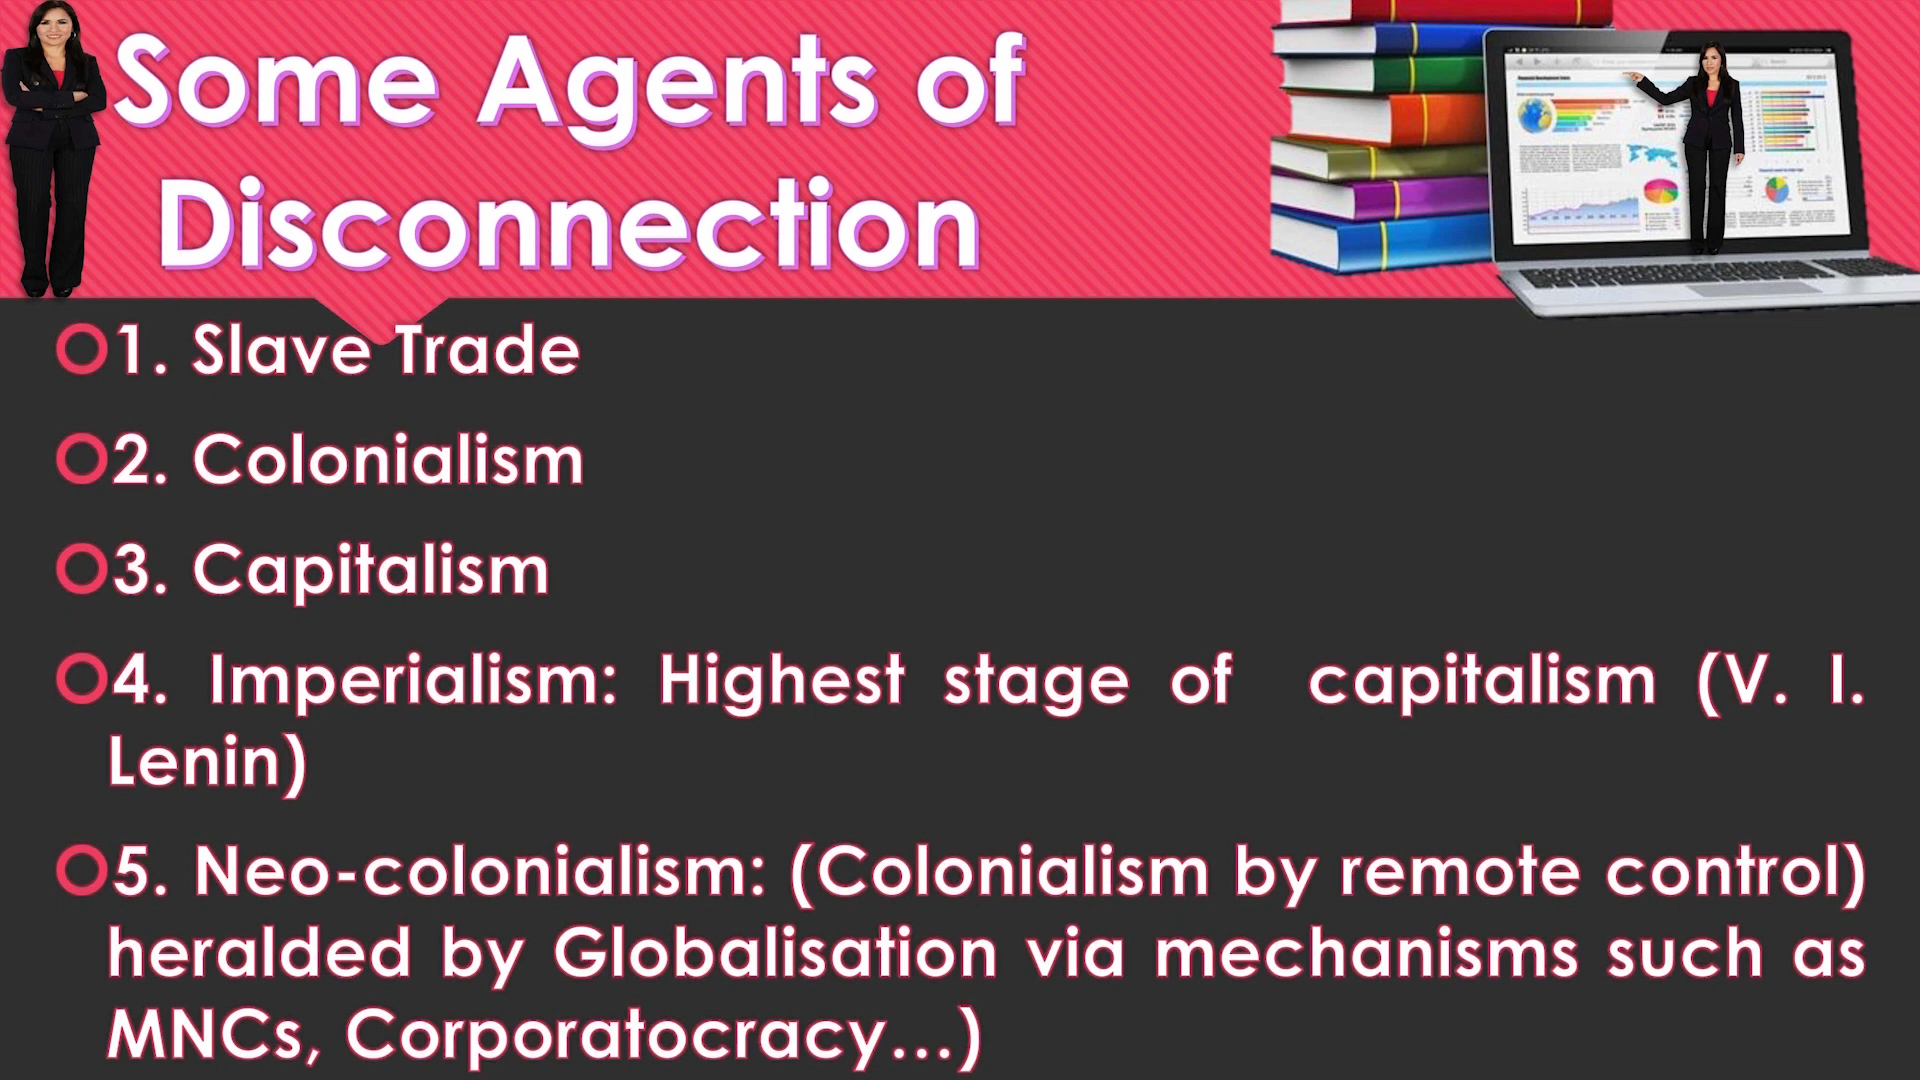 Some Agents of
Disconnection
1. Slave Trade
2. Colonialism
3. Capitalism
4. Imperialism: Highest stage of capitalism (V. I.
Lenin)
5. Neo-colonialism: (Colonialism by remote control)
heralded by Globalisation via mechanisms such as
MNCs, Corporatocracy...)